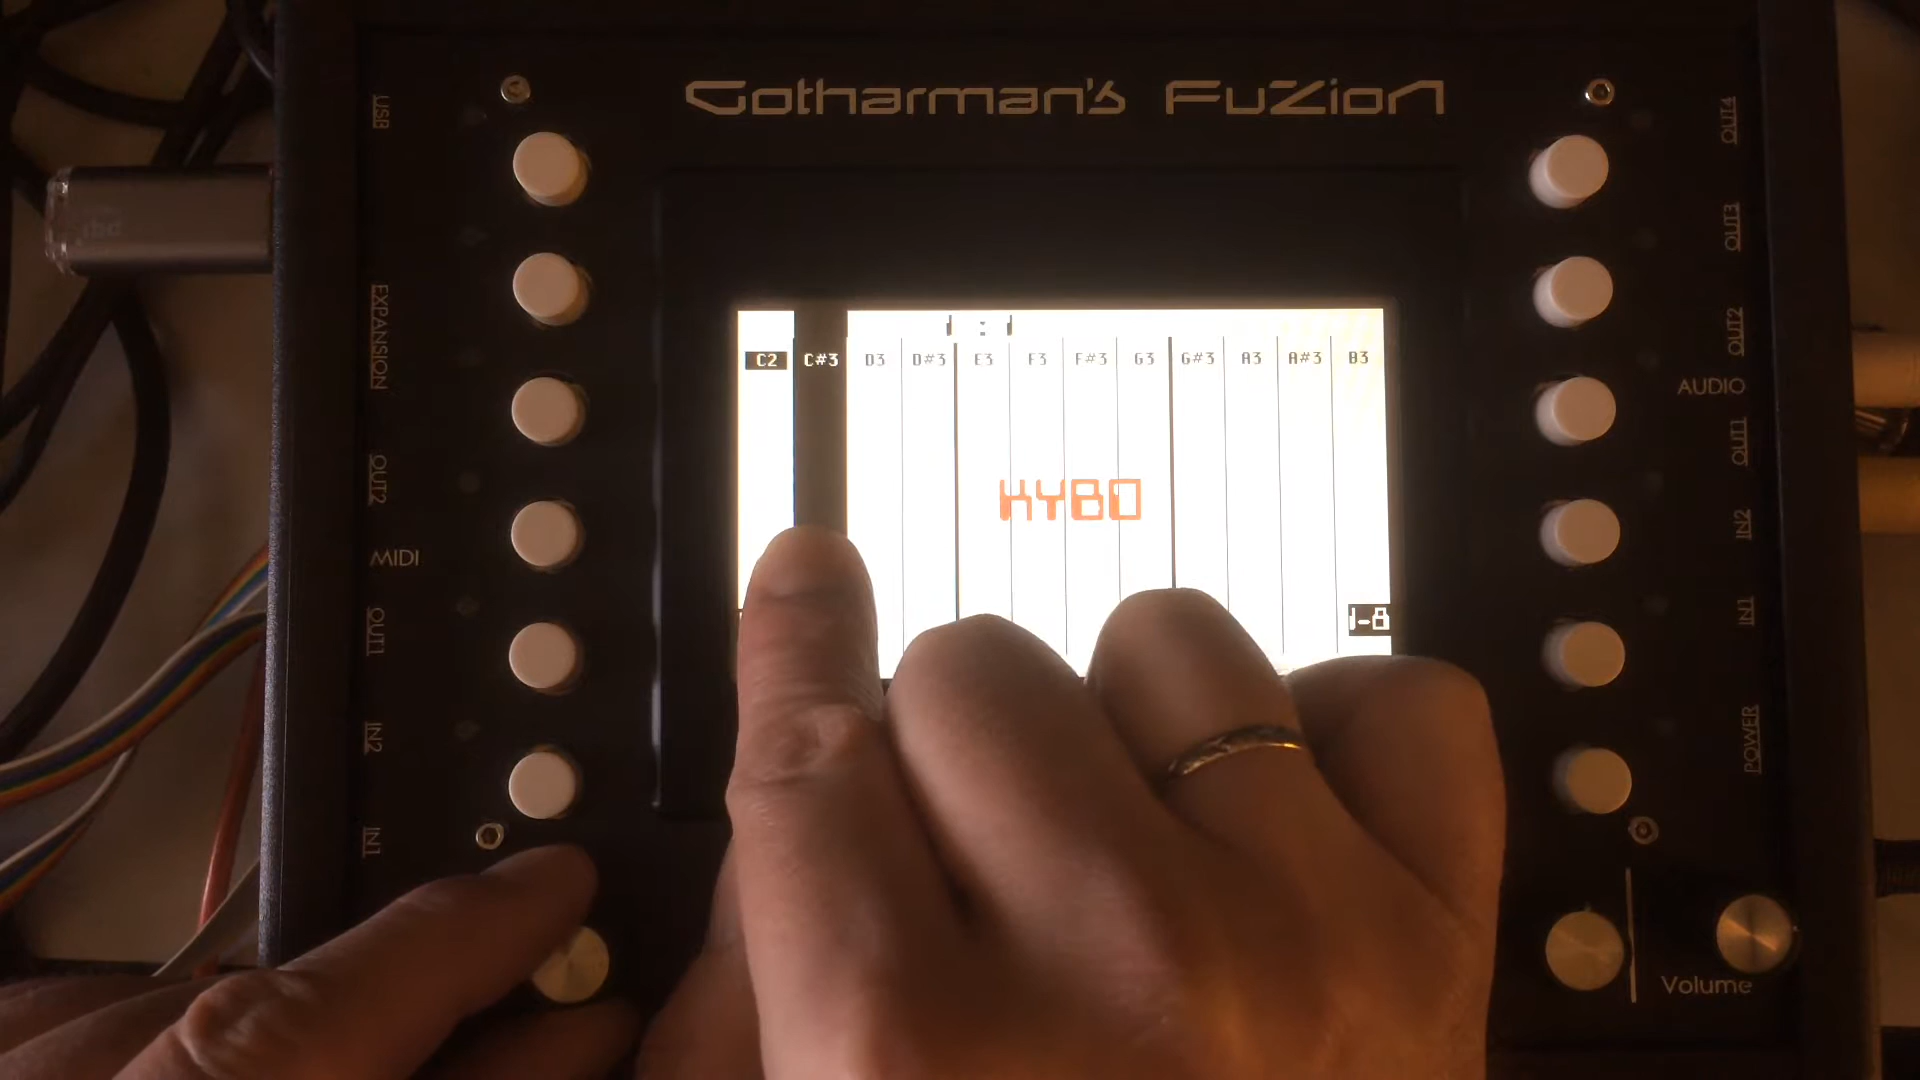 Gotharman's FuZion
USB
EXPANSION
OUT2
MIDI
OUT1
IN2
IN1
C2 C#3 D3 D#3 E3 F3 F#3 G3 G#3 A3 A#3 B3
KYBD
1-8
OUT4
OUT3
OUT2
AUDIO
OUT1
IN2
IN1
POWER
Volume